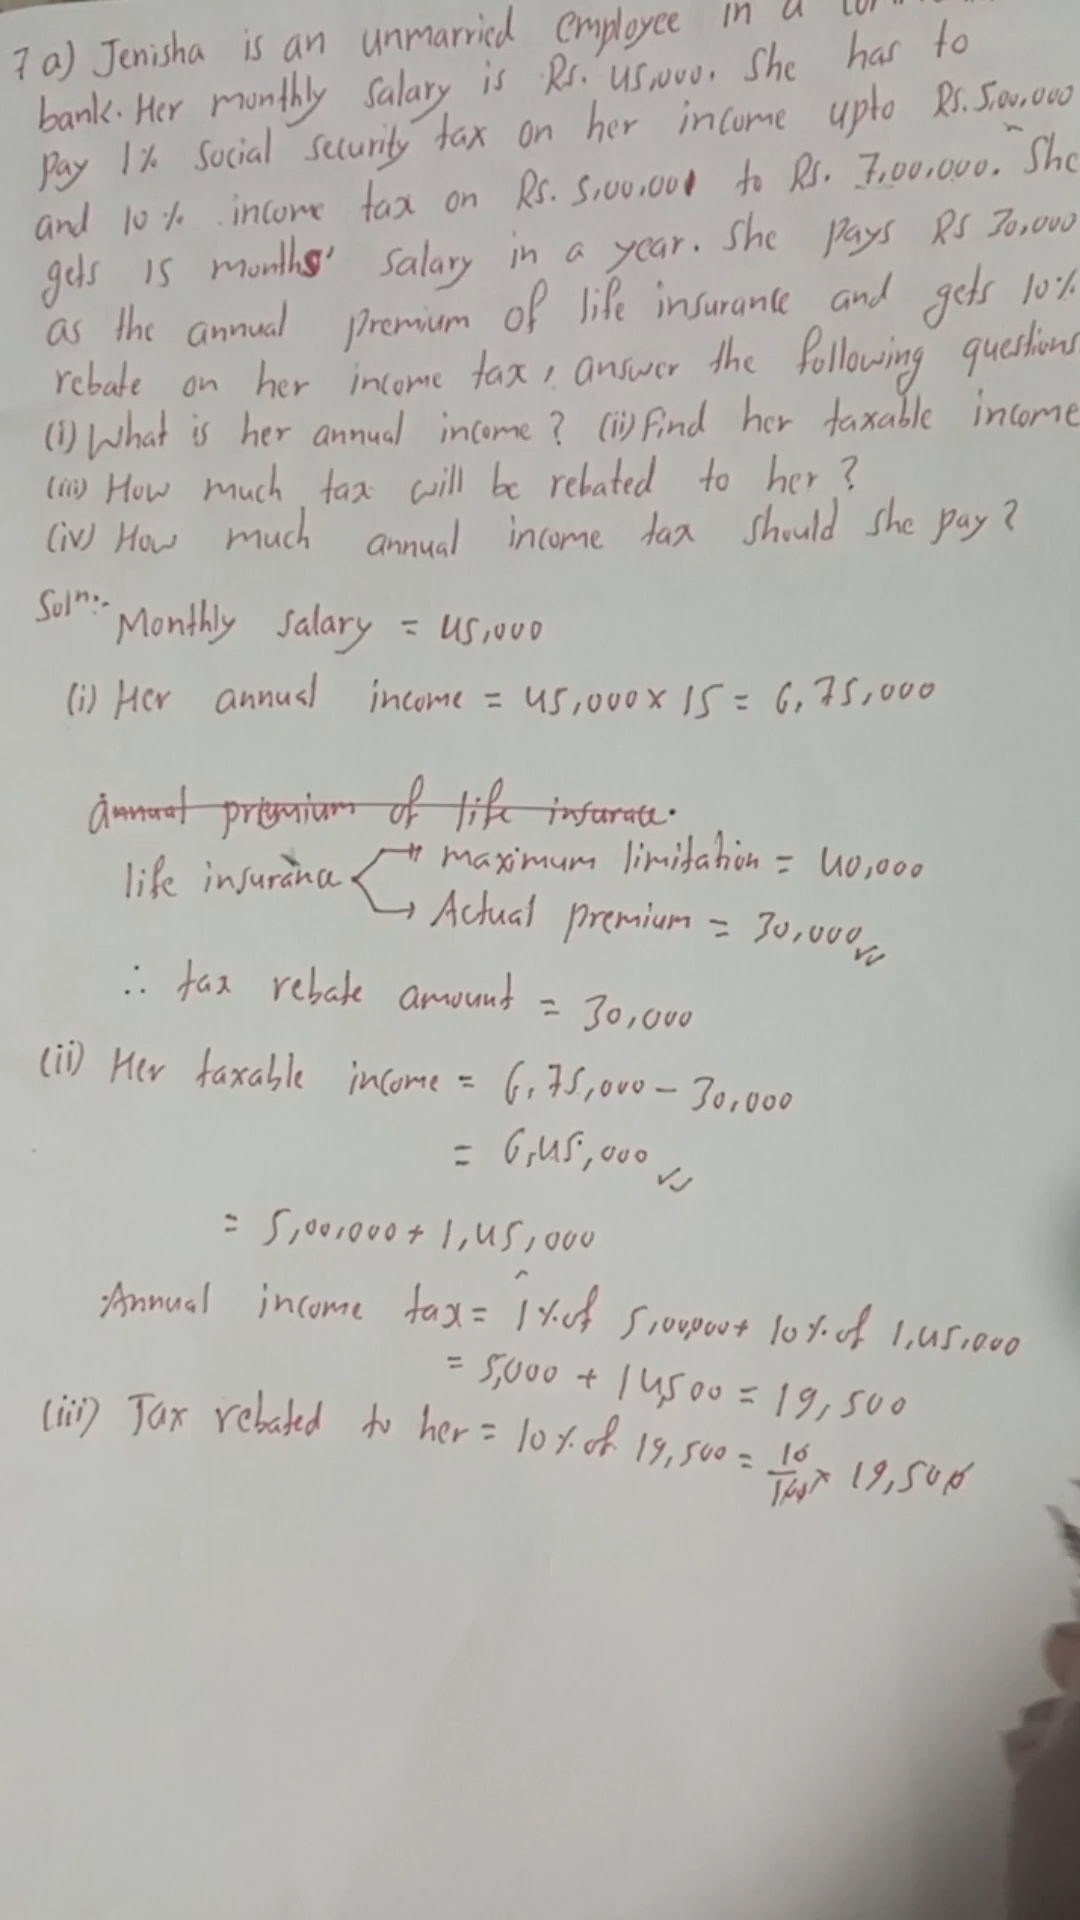 7 a) Jenisha is an unmarried employee in a
bank. Her monthly salary is Rs. 45,000. She has to
pay 1% Social security tax on her income upto Rs. 5,00,000
and 10% income tax on Rs. 5,00,001 to Rs. 7,00,000. She
gets 15 months' salary in a year. She pays Rs 30,000
as the annual premium of life insurance and gets 10%
rebate on her income tax, answer the following questions
(i) What is her annual income? (ii) Find her taxable income
(iii) How much tax will be rebated to her?
(iv) How much annual income tax should she pay?
Soln:-
Monthly salary = 45,000
(i) Her annual income = 45,000 x 15 = 6,75,000
annual premium of life insurace.
life insurance → maximum limitation = 40,000
→ Actual premium = 30,000
∴ tax rebate amount = 30,000
(ii) Her taxable income = 6,75,000 - 30,000
= 6,45,000
= 5,00,000 + 1,45,000
Annual income tax = 1% of 5,00,000 + 10% of 1,45,000
= 5,000 + 14,500 = 19,500
(iii) Tax rebated to her = 10% of 19,500 = 10/100 x 19,500